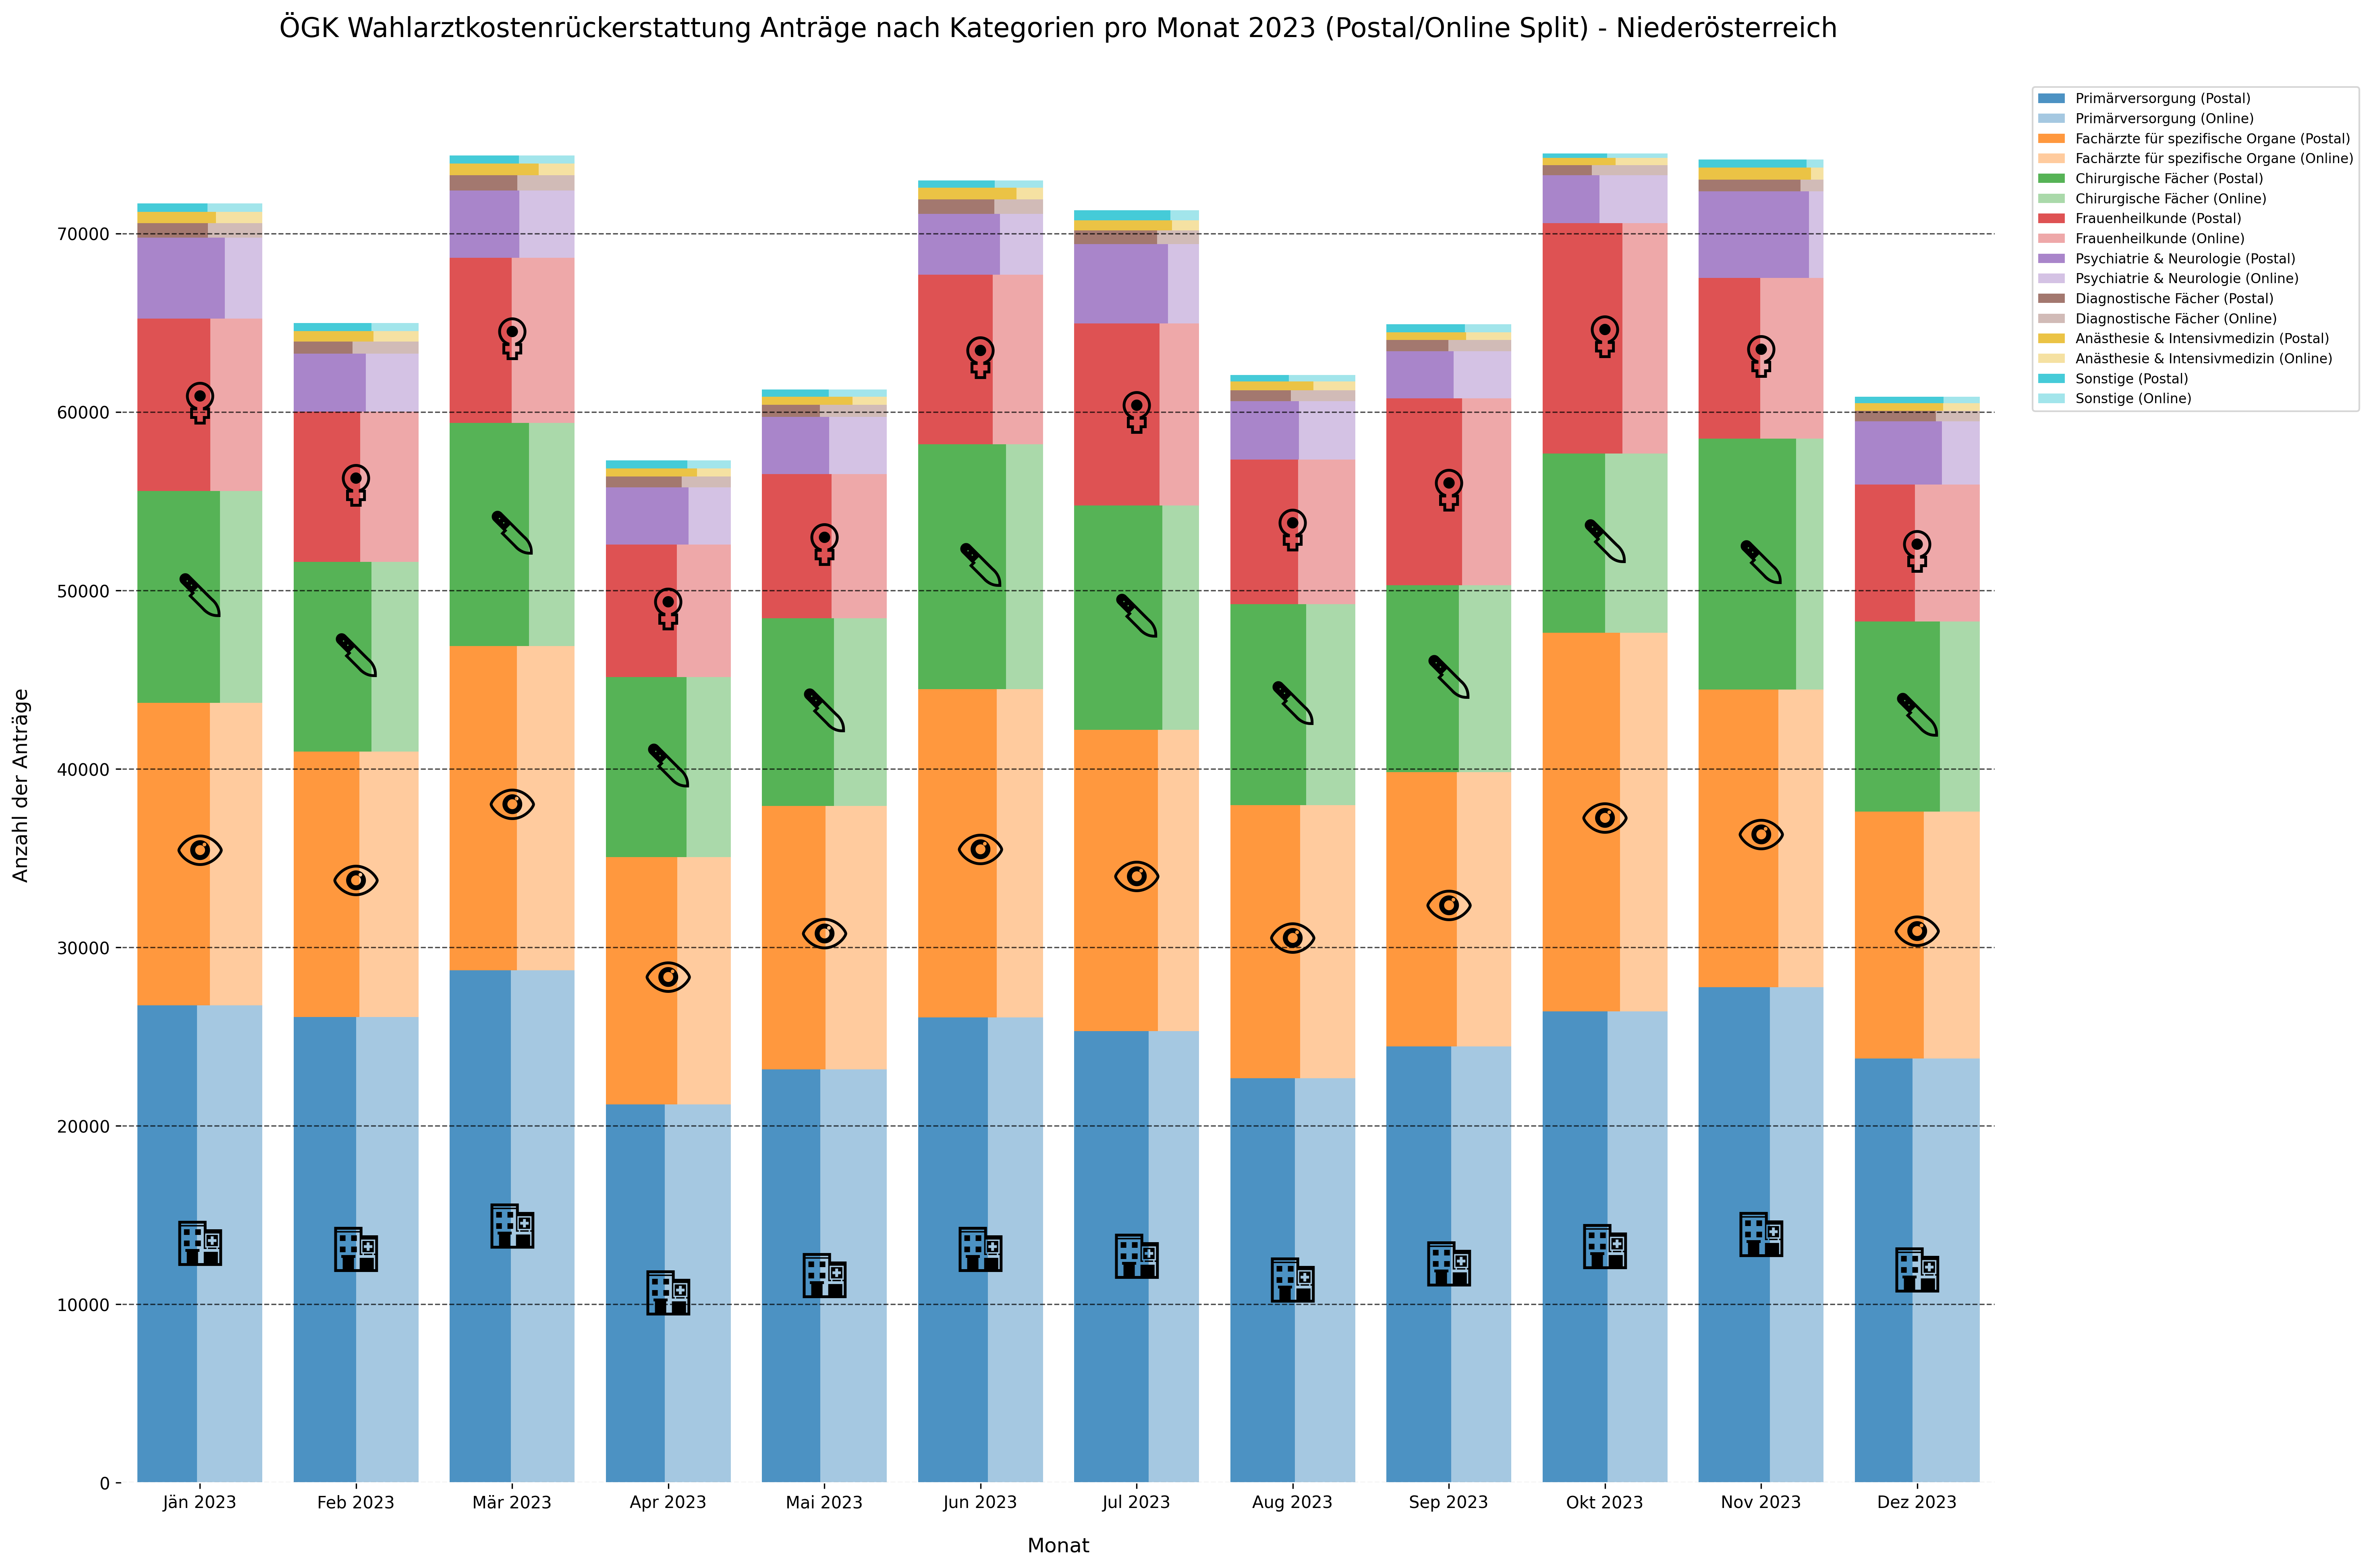 ÖGK Wahlarztkostenrückerstattung Anträge nach Kategorien pro Monat 2023 (Postal/Online Split) - Niederösterreich
Primärversorgung (Postal)
Primärversorgung (Online)
Fachärzte für spezifische Organe (Postal)
Fachärzte für spezifische Organe (Online)
Chirurgische Fächer (Postal)
Chirurgische Fächer (Online)
Frauenheilkunde (Postal)
Frauenheilkunde (Online)
Psychiatrie & Neurologie (Postal)
Psychiatrie & Neurologie (Online)
Diagnostische Fächer (Postal)
Diagnostische Fächer (Online)
Anästhesie & Intensivmedizin (Postal)
Anästhesie & Intensivmedizin (Online)
Sonstige (Postal)
Sonstige (Online)
Anzahl der Anträge
70000
60000
50000
40000
30000
20000
10000
0
Jän 2023 Feb 2023 Mär 2023 Apr 2023 Mai 2023 Jun 2023 Jul 2023 Aug 2023 Sep 2023 Okt 2023 Nov 2023 Dez 2023
Monat